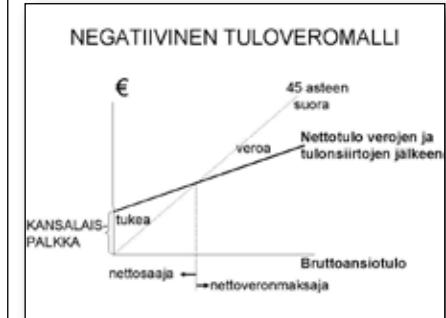 NEGATIIVINEN TULOVEROMALLI
€
45 asteen
suora
Nettotulo verojen ja
tulonsiirtojen jälkeen
veroa
tukea
KANSALAIS-
PALKKA
Bruttoansiotulo
nettosaaja
nettoveronmaksaja